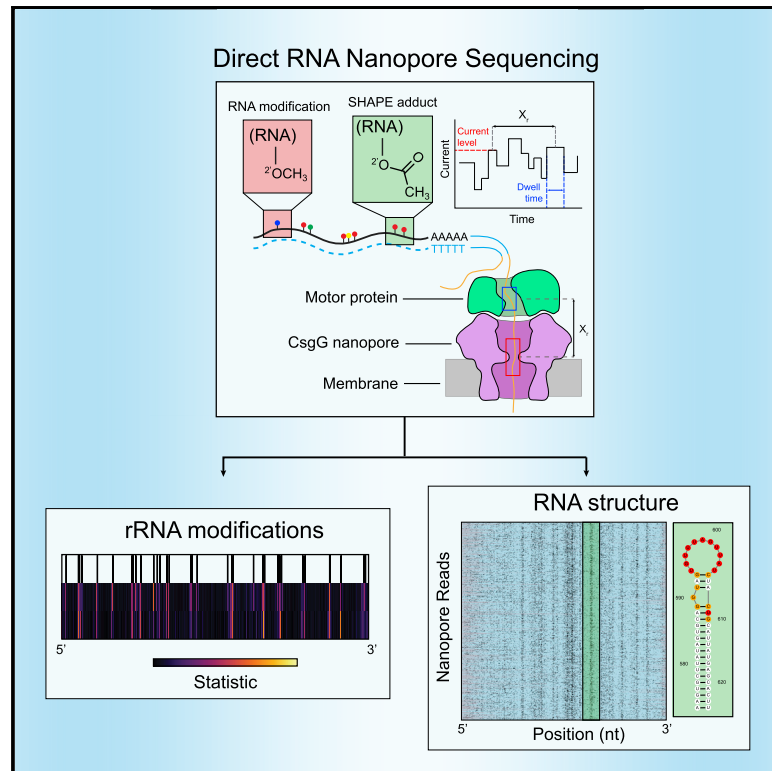 Direct RNA Nanopore Sequencing
RNA modification
SHAPE adduct
(RNA)
2'OCH3
(RNA)
2'O
O
CH3
Xr
Current
level
Current
Dwell
time
Time
AAAAA
TTTTT
Motor protein
Xr
CsgG nanopore
Membrane
rRNA modifications
5'
3'
Statistic
RNA structure
Nanopore Reads
5'
3'
Position (nt)
600
590
610
580
620